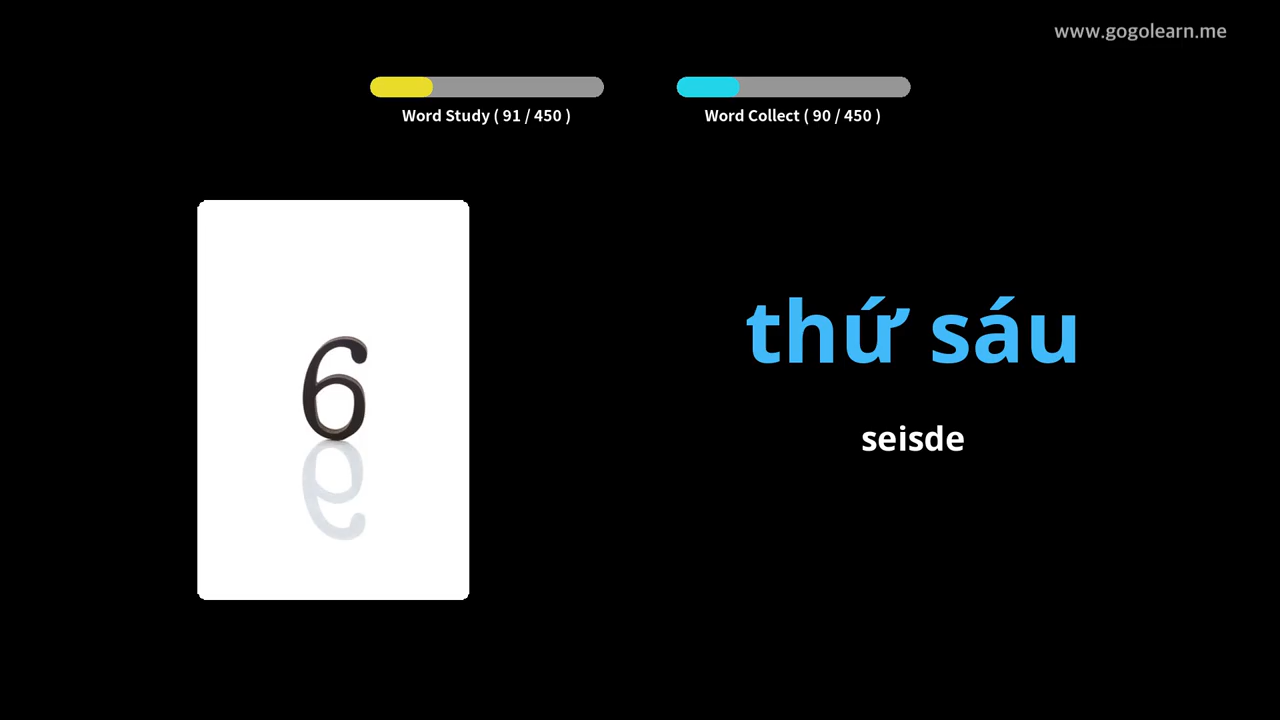 www.gogolearn.me
Word Study ( 91 / 450 )
Word Collect ( 90 / 450 )
6
thứ sáu
seisde